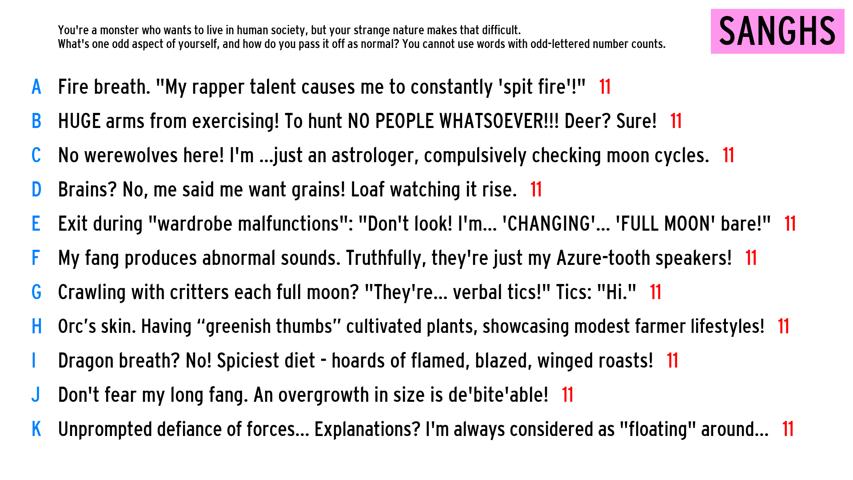 You're a monster who wants to live in human society, but your strange nature makes that difficult.
What's one odd aspect of yourself, and how do you pass it off as normal? You cannot use words with odd-lettered number counts.
SANGHS
A Fire breath. "My rapper talent causes me to constantly 'spit fire'!" 11
B HUGE arms from exercising! To hunt NO PEOPLE WHATSOEVER!!! Deer? Sure! 11
C No werewolves here! I'm ...just an astrologer, compulsively checking moon cycles. 11
D Brains? No, me said me want grains! Loaf watching it rise. 11
E Exit during "wardrobe malfunctions": "Don't look! I'm... 'CHANGING'... 'FULL MOON' bare!" 11
F My fang produces abnormal sounds. Truthfully, they're just my Azure-tooth speakers! 11
G Crawling with critters each full moon? "They're... verbal tics!" Tics: "Hi." 11
H Orc’s skin. Having “greenish thumbs” cultivated plants, showcasing modest farmer lifestyles! 11
I Dragon breath? No! Spiciest diet - hoards of flamed, blazed, winged roasts! 11
J Don't fear my long fang. An overgrowth in size is de'bite'able! 11
K Unprompted defiance of forces... Explanations? I'm always considered as "floating" around... 11